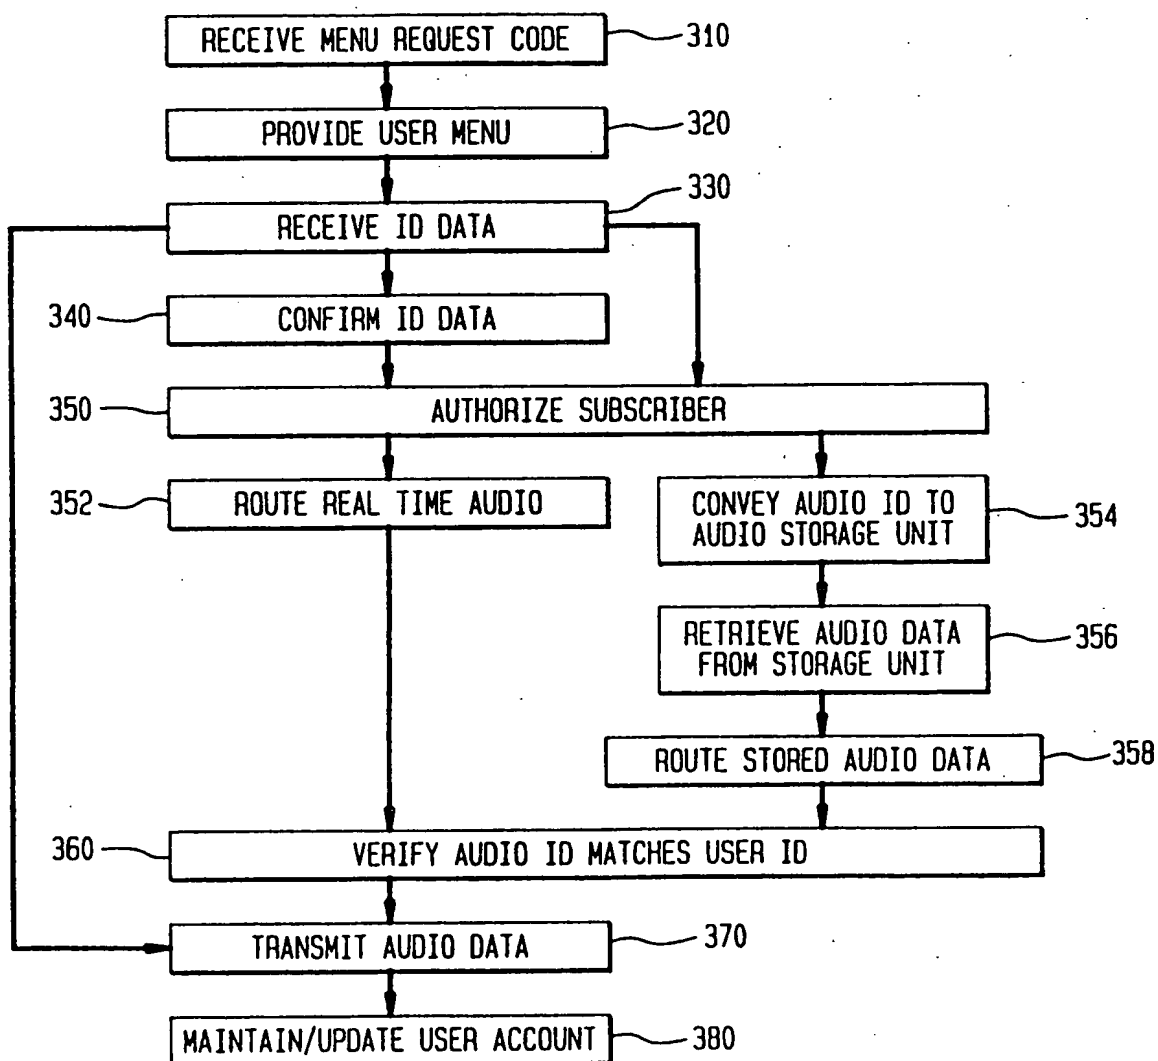 RECEIVE MENU REQUEST CODE
310
PROVIDE USER MENU
320
330
RECEIVE ID DATA
340
CONFIRM ID DATA
350
AUTHORIZE SUBSCRIBER
352
ROUTE REAL TIME AUDIO
CONVEY AUDIO ID TO
AUDIO STORAGE UNIT
354
RETRIEVE AUDIO DATA
FROM STORAGE UNIT
356
ROUTE STORED AUDIO DATA
358
360
VERIFY AUDIO ID MATCHES USER ID
TRANSMIT AUDIO DATA
370
MAINTAIN/UPDATE USER ACCOUNT
380